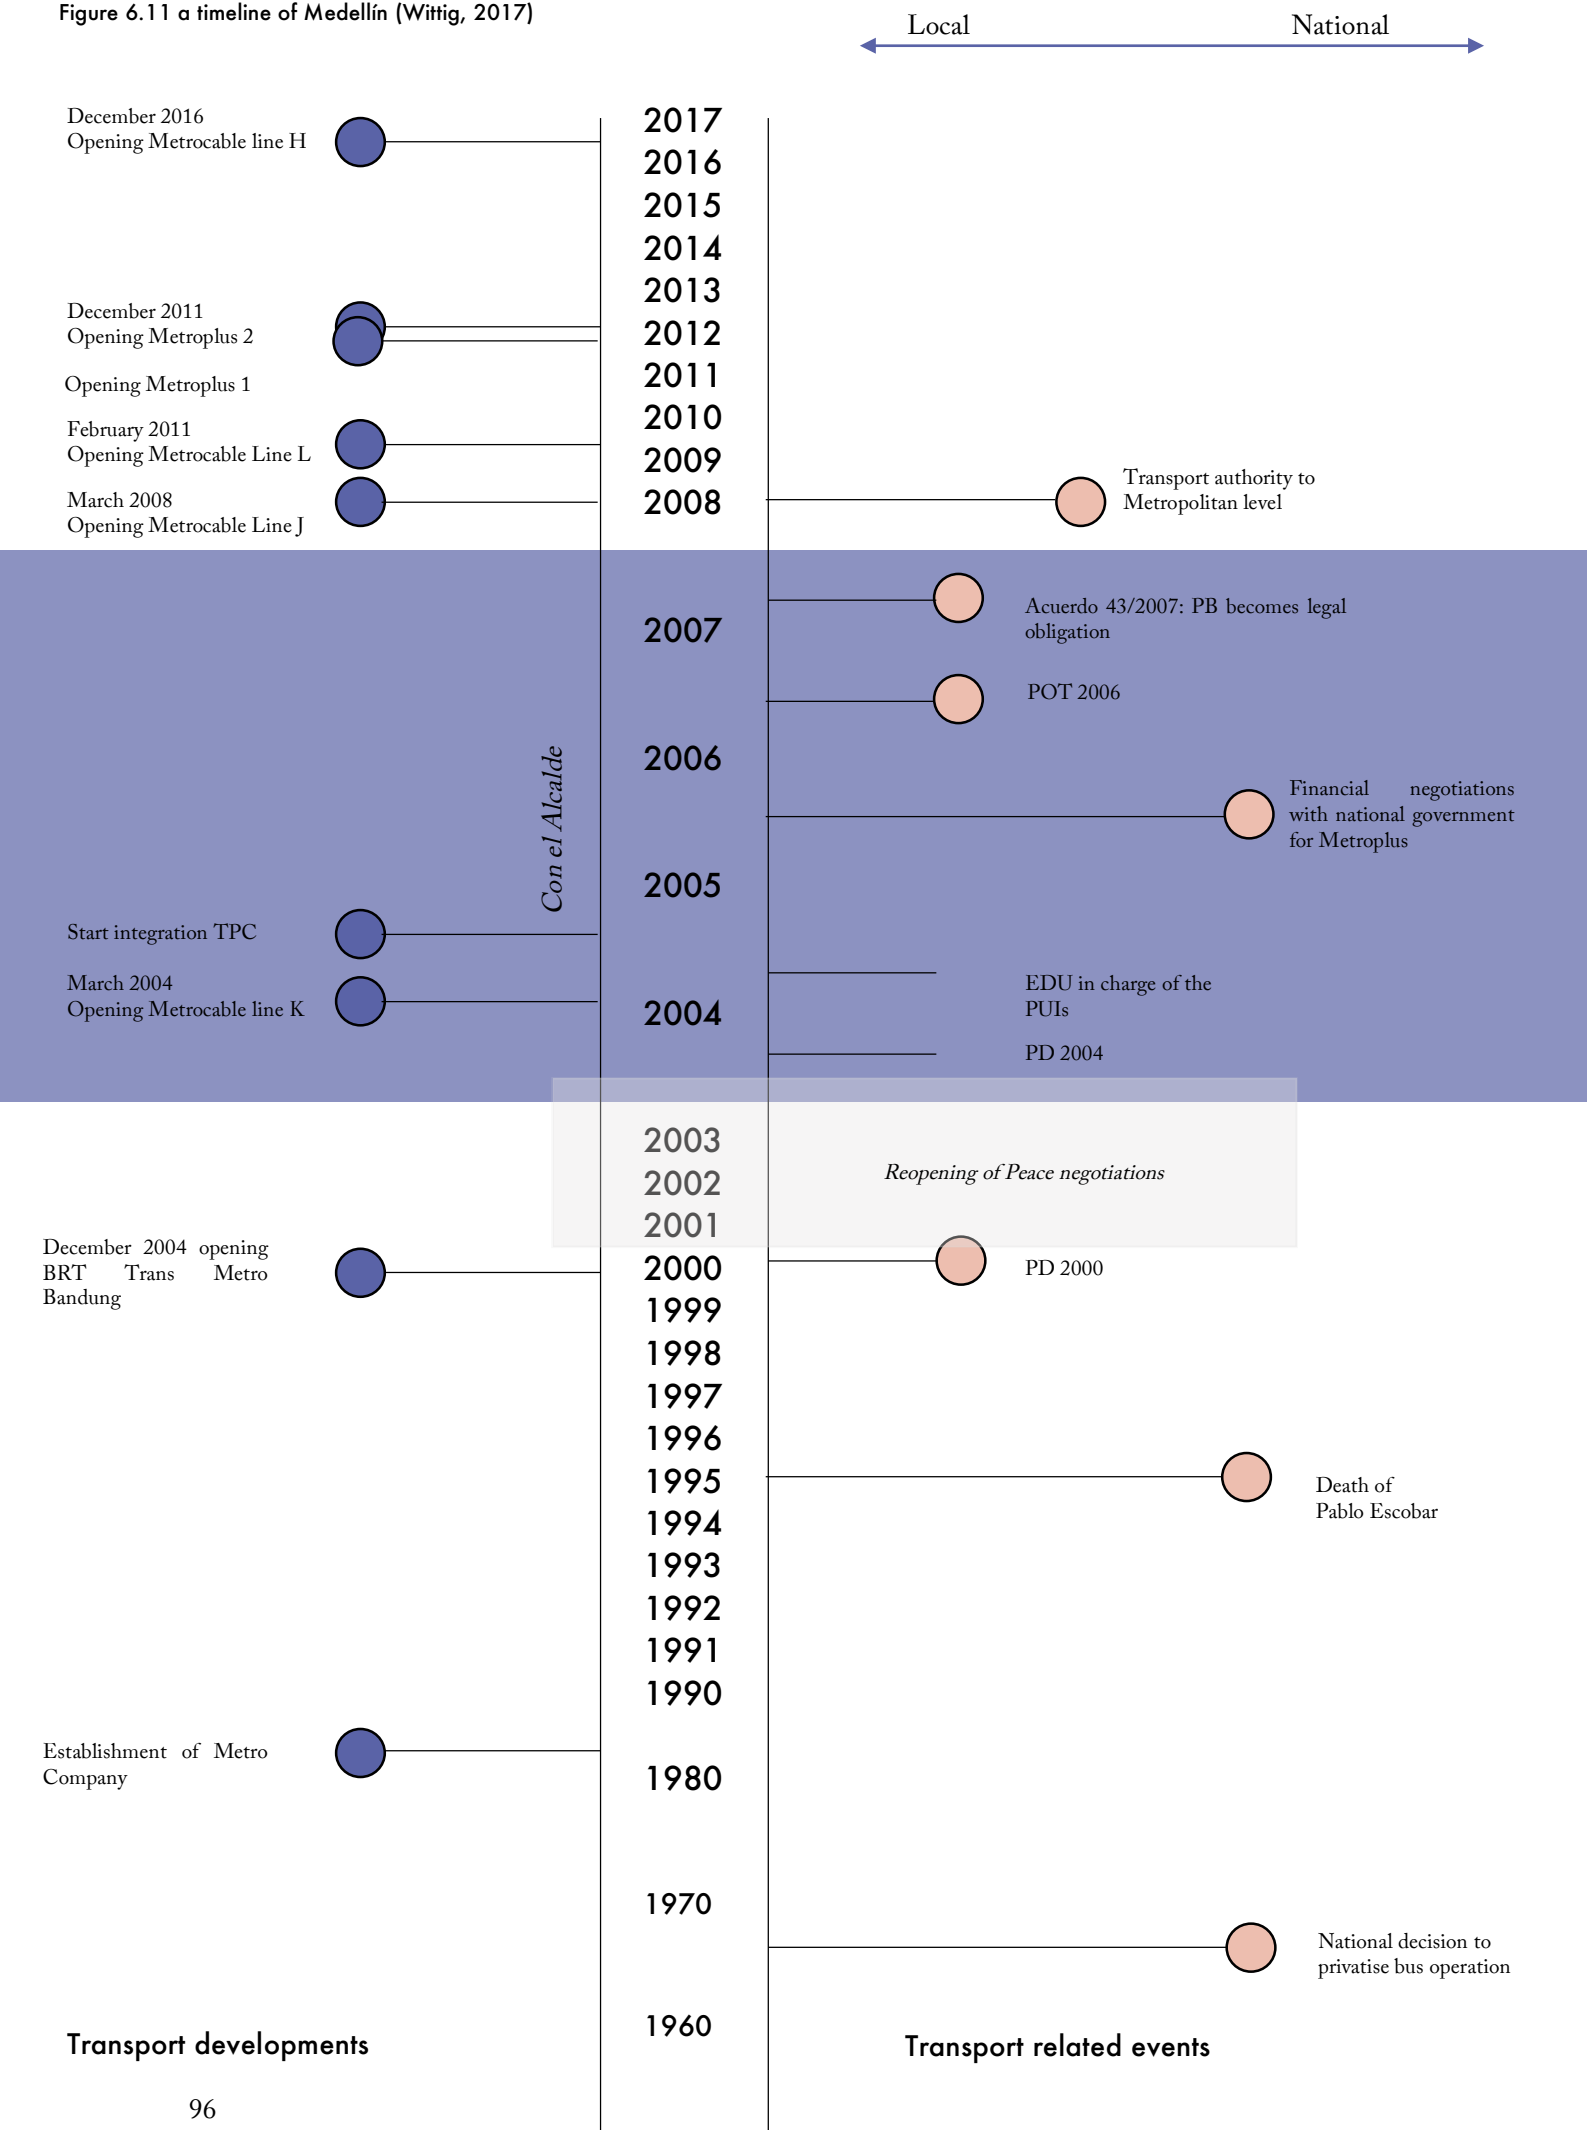 Figure 6.11 a timeline of Medellín (Wittig, 2017)
Local
National
December 2016
Opening Metrocable line H
December 2011
Opening Metroplus 2
Opening Metroplus 1
February 2011
Opening Metrocable Line L
March 2008
Opening Metrocable Line J
Start integration TPC
March 2004
Opening Metrocable line K
December 2004 opening
BRT Trans Metro
Bandung
Establishment of Metro
Company
Transport developments
Con el Alcalde
2017
2016
2015
2014
2013
2012
2011
2010
2009
2008
2007
2006
2005
2004
2003
2002
2001
2000
1999
1998
1997
1996
1995
1994
1993
1992
1991
1990
1980
1970
1960
Transport authority to
Metropolitan level
Acuerdo 43/2007: PB becomes legal
obligation
POT 2006
Financial negotiations
with national government
for Metroplus
EDU in charge of the
PUIs
PD 2004
Reopening of Peace negotiations
PD 2000
Death of
Pablo Escobar
National decision to
privatise bus operation
Transport related events
96